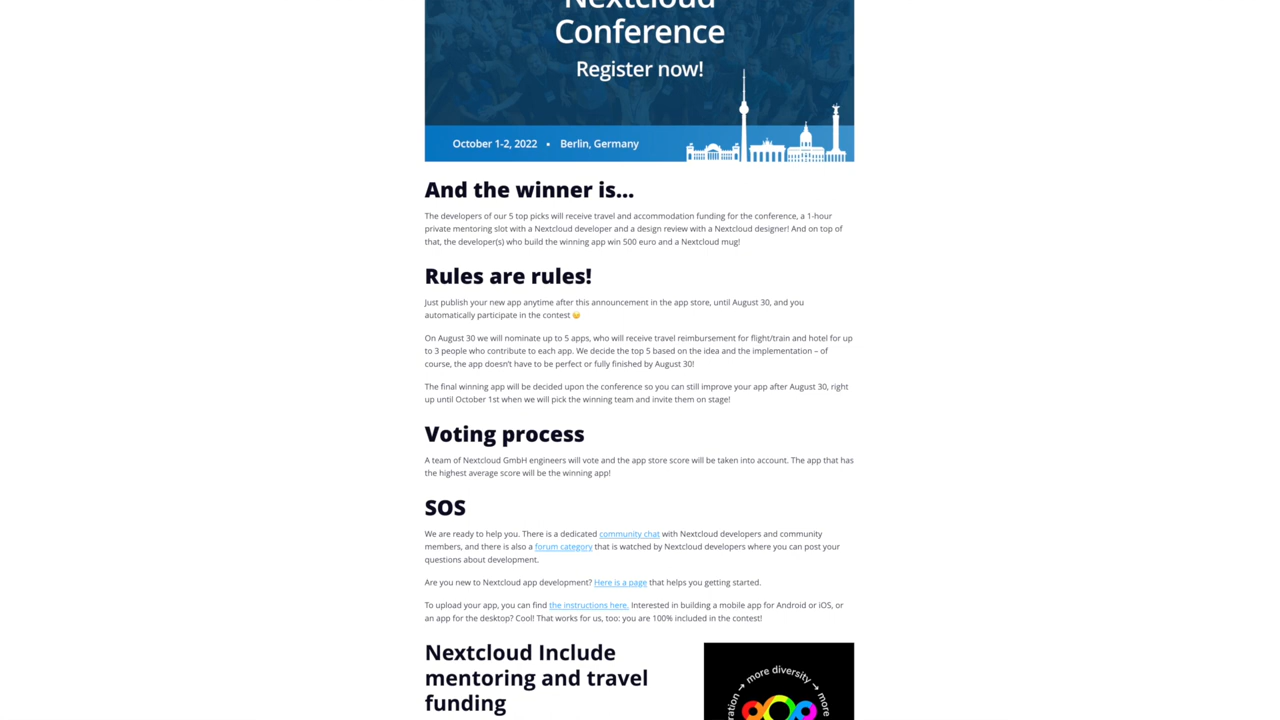 Nextcloud
Conference
Register now!
October 1-2, 2022 • Berlin, Germany
And the winner is...
The developers of our 5 top picks will receive travel and accommodation funding for the conference, a 1-hour
private mentoring slot with a Nextcloud developer and a design review with a Nextcloud designer! And on top of
that, the developer(s) who build the winning app win 500 euro and a Nextcloud mug!
Rules are rules!
Just publish your new app anytime after this announcement in the app store, until August 30, and you
automatically participate in the contest 😉
On August 30 we will nominate up to 5 apps, who will receive travel reimbursement for flight/train and hotel for up
to 3 people who contribute to each app. We decide the top 5 based on the idea and the implementation – of
course, the app doesn't have to be perfect or fully finished by August 30!
The final winning app will be decided upon the conference so you can still improve your app after August 30, right
up until October 1st when we will pick the winning team and invite them on stage!
Voting process
A team of Nextcloud GmbH engineers will vote and the app store score will be taken into account. The app that has
the highest average score will be the winning app!
SOS
We are ready to help you. There is a dedicated community chat with Nextcloud developers and community
members, and there is also a forum category that is watched by Nextcloud developers where you can post your
questions about development.
Are you new to Nextcloud app development? Here is a page that helps you getting started.
To upload your app, you can find the instructions here. Interested in building a mobile app for Android or iOS, or
an app for the desktop? Cool! That works for us, too: you are 100% included in the contest!
Nextcloud Include
mentoring and travel
funding
→ more diversity → more